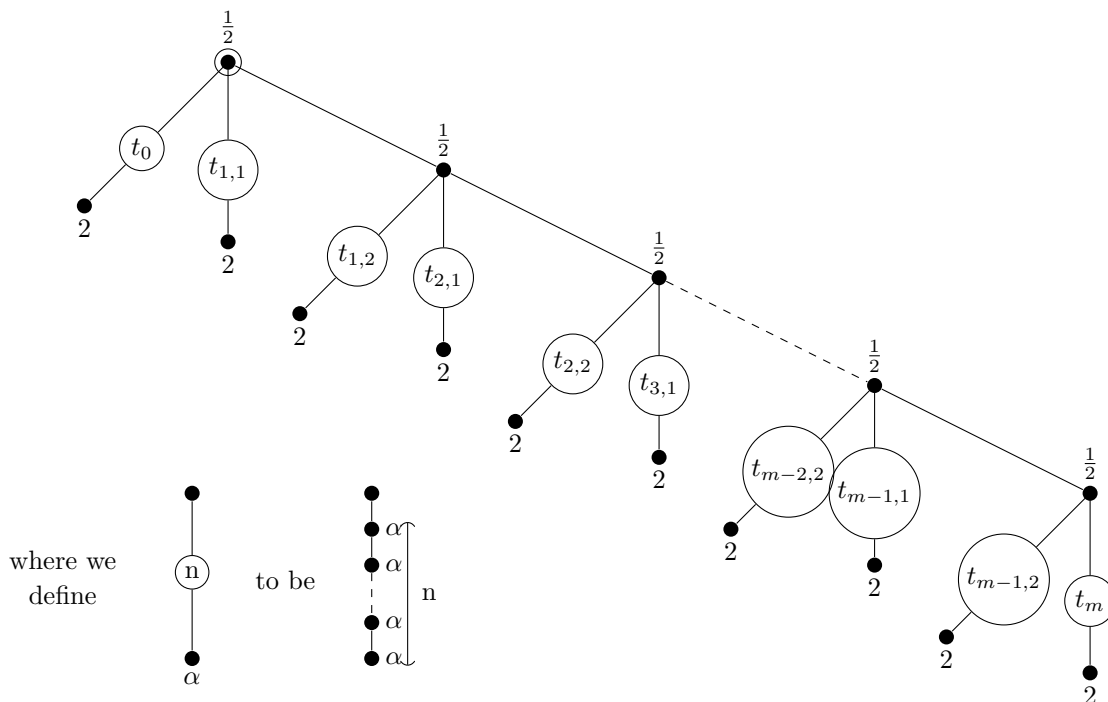 1/2
t_0
t_{1,1}
2
2
1/2
t_{1,2}
t_{2,1}
2
2
1/2
t_{2,2}
t_{3,1}
2
2
1/2
t_{m-2,2}
t_{m-1,1}
2
2
1/2
t_{m-1,2}
t_m
2
2
where we
define
n
α
to be
α
α
α
α
n